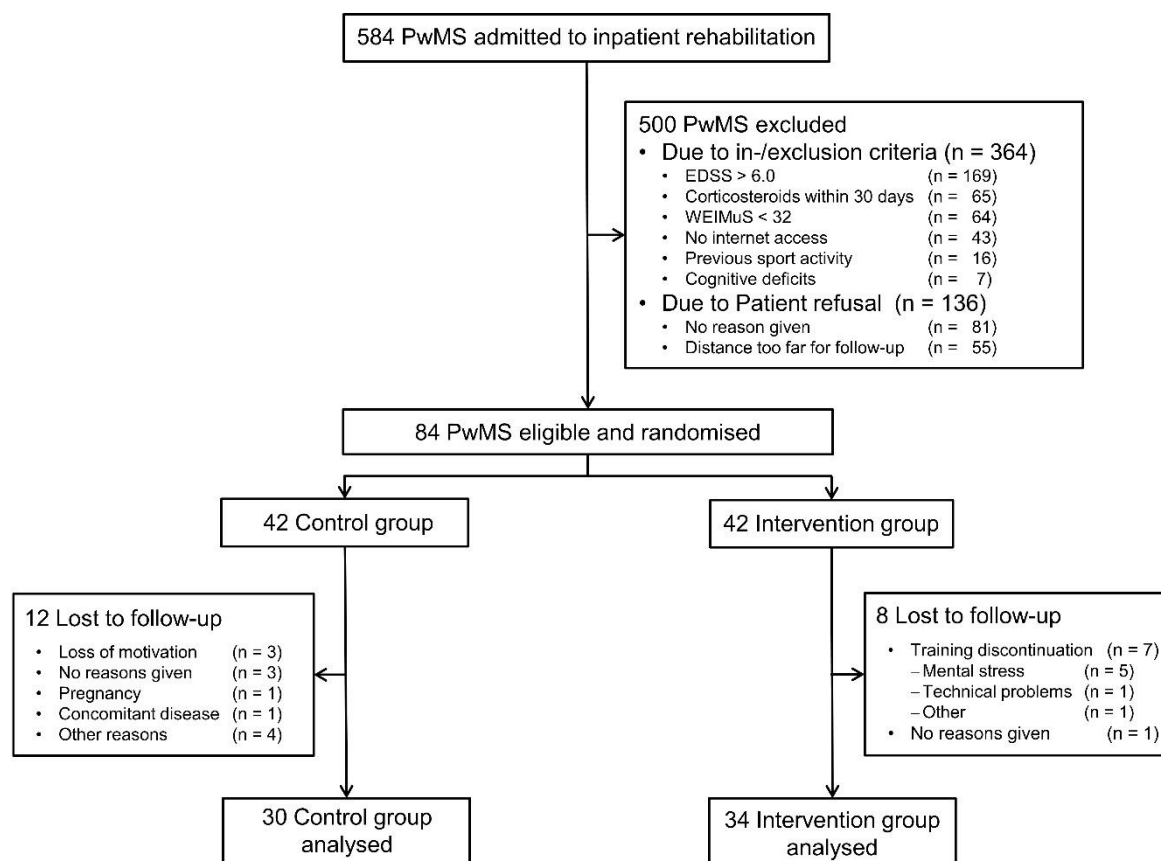 584 PwMS admitted to inpatient rehabilitation
500 PwMS excluded
• Due to in-/exclusion criteria (n = 364)
• EDSS > 6.0 (n = 169)
• Corticosteroids within 30 days (n = 65)
• WEIMuS < 32 (n = 64)
• No internet access (n = 43)
• Previous sport activity (n = 16)
• Cognitive deficits (n = 7)
• Due to Patient refusal (n = 136)
• No reason given (n = 81)
• Distance too far for follow-up (n = 55)
84 PwMS eligible and randomised
42 Control group
42 Intervention group
12 Lost to follow-up
• Loss of motivation (n = 3)
• No reasons given (n = 3)
• Pregnancy (n = 1)
• Concomitant disease (n = 1)
• Other reasons (n = 4)
8 Lost to follow-up
• Training discontinuation (n = 7)
– Mental stress (n = 5)
– Technical problems (n = 1)
– Other (n = 1)
• No reasons given (n = 1)
30 Control group
analysed
34 Intervention group
analysed